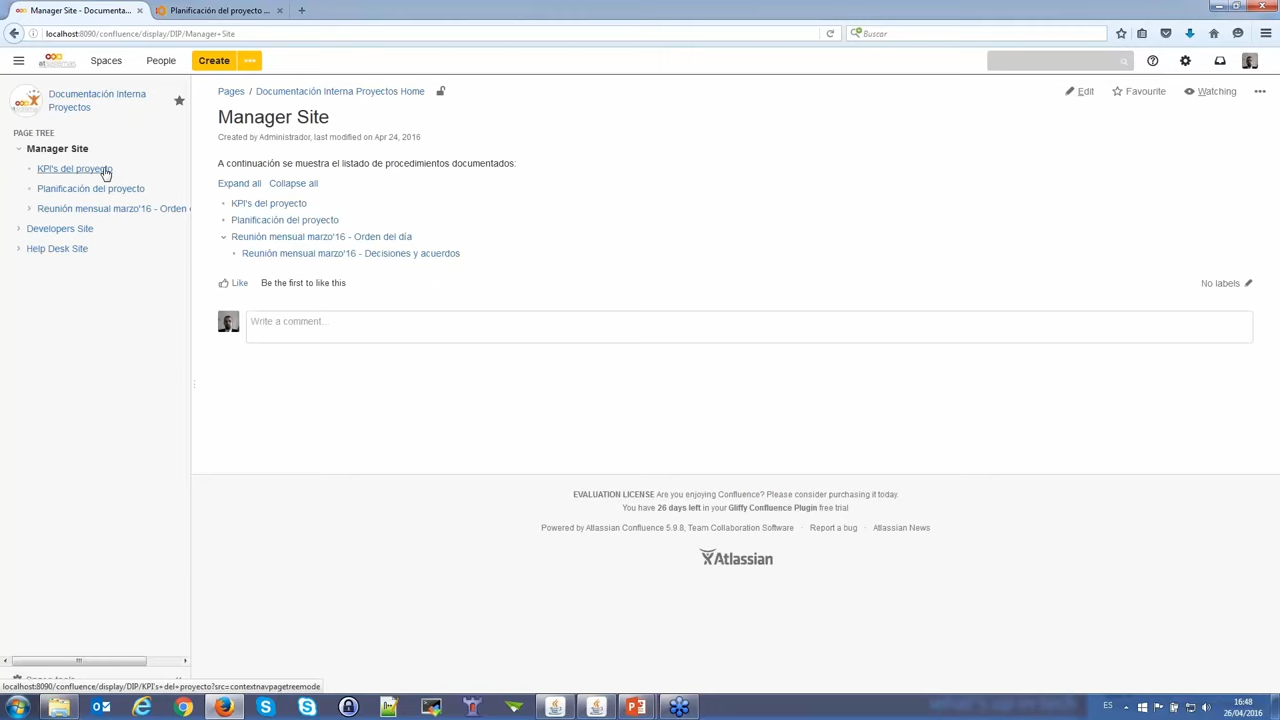 Manager Site - Documenta...
Planificación del proyecto ...
localhost:8090/confluence/display/DIP/Manager+Site
Buscar
Spaces
People
Create
Documentación Interna
Proyectos
PAGE TREE
Manager Site
KPI's del proyecto
Planificación del proyecto
Reunión mensual marzo'16 - Orden
Developers Site
Help Desk Site
Pages / Documentación Interna Proyectos Home
Edit
Favourite
Watching
Manager Site
Created by Administrador, last modified on Apr 24, 2016
A continuación se muestra el listado de procedimientos documentados:
Expand all Collapse all
KPI's del proyecto
Planificación del proyecto
Reunión mensual marzo'16 - Orden del día
Reunión mensual marzo'16 - Decisiones y acuerdos
Like Be the first to like this
No labels
Write a comment...
EVALUATION LICENSE Are you enjoying Confluence? Please consider purchasing it today.
You have 26 days left in your Gliffy Confluence Plugin free trial
Powered by Atlassian Confluence 5.9.8, Team Collaboration Software · Report a bug · Atlassian News
Atlassian
localhost:8090/confluence/display/DIP/KPI's+del+proyecto?src=contextnavpagetreemode
ES
16:48
26/04/2016